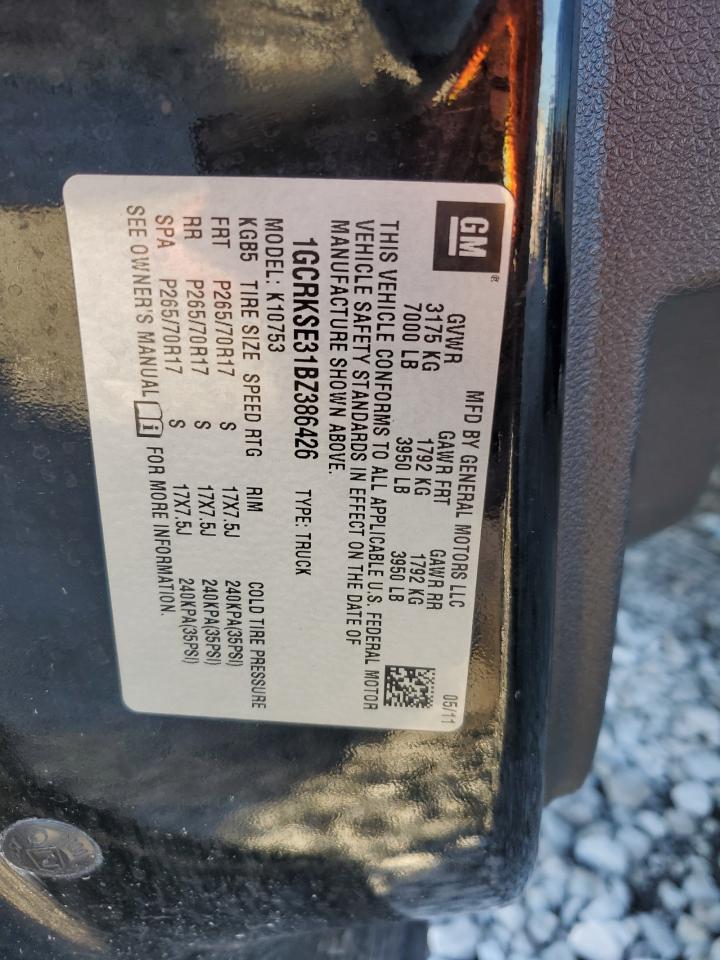 GM®
MFD BY GENERAL MOTORS LLC 05/11
GVWR GAWR FRT GAWR RR
3175 KG 1792 KG 1792 KG
7000 LB 3950 LB 3950 LB
THIS VEHICLE CONFORMS TO ALL APPLICABLE U.S. FEDERAL MOTOR
VEHICLE SAFETY STANDARDS IN EFFECT ON THE DATE OF
MANUFACTURE SHOWN ABOVE.
1GCRKSE31BZ386426 TYPE: TRUCK
MODEL: K10753
KGB5 TIRE SIZE SPEED RTG RIM COLD TIRE PRESSURE
FRT P265/70R17 S 17X7.5J 240KPA(35PSI)
RR P265/70R17 S 17X7.5J 240KPA(35PSI)
SPA P265/70R17 S 17X7.5J 240KPA(35PSI)
SEE OWNER'S MANUAL i FOR MORE INFORMATION.